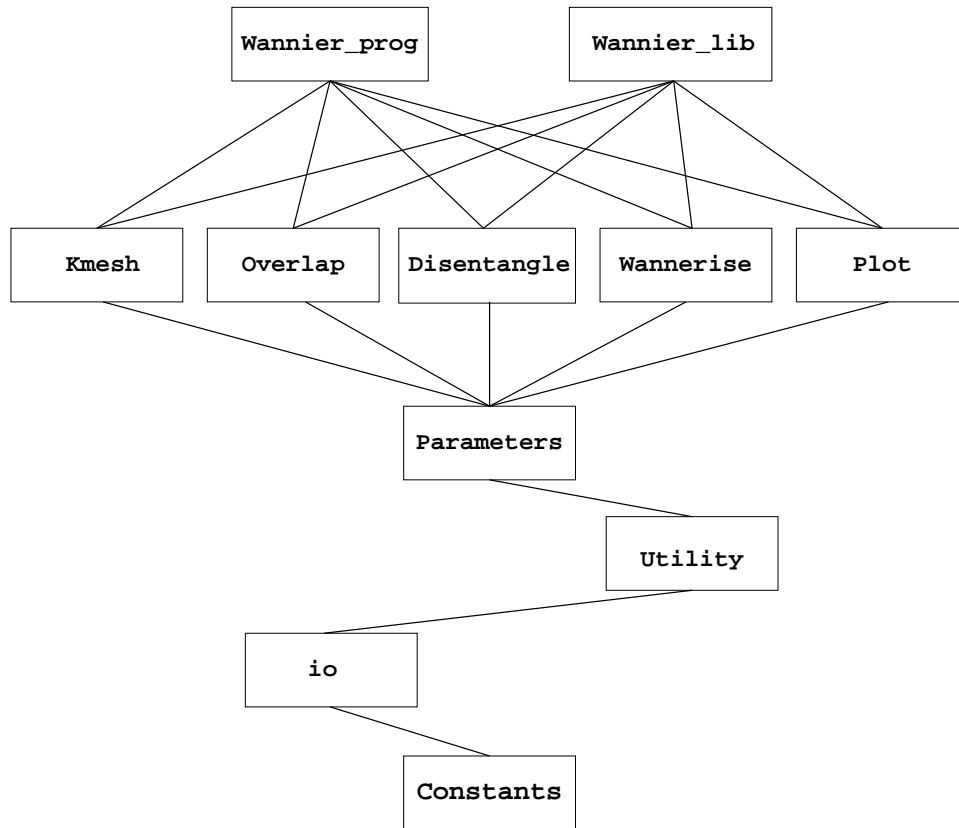 Wannier_prog
Wannier_lib
Kmesh
Overlap
Disentangle
Wannerise
Plot
Parameters
Utility
io
Constants